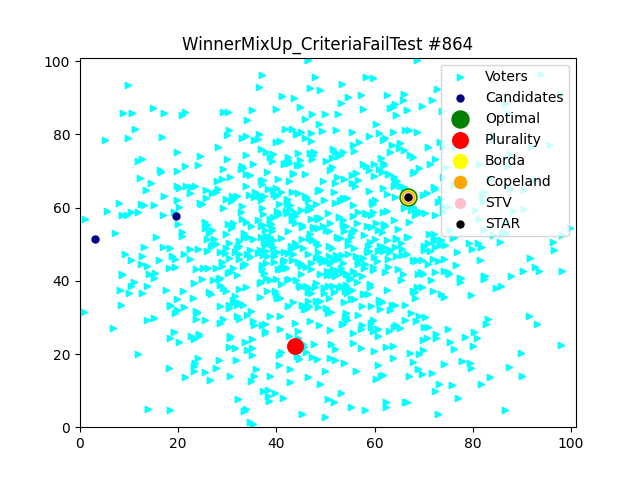 WinnerMixUp_CriteriaFailTest #864
100
80
60
40
20
0
0 20 40 60 80 100
Voters
Candidates
Optimal
Plurality
Borda
Copeland
STV
STAR